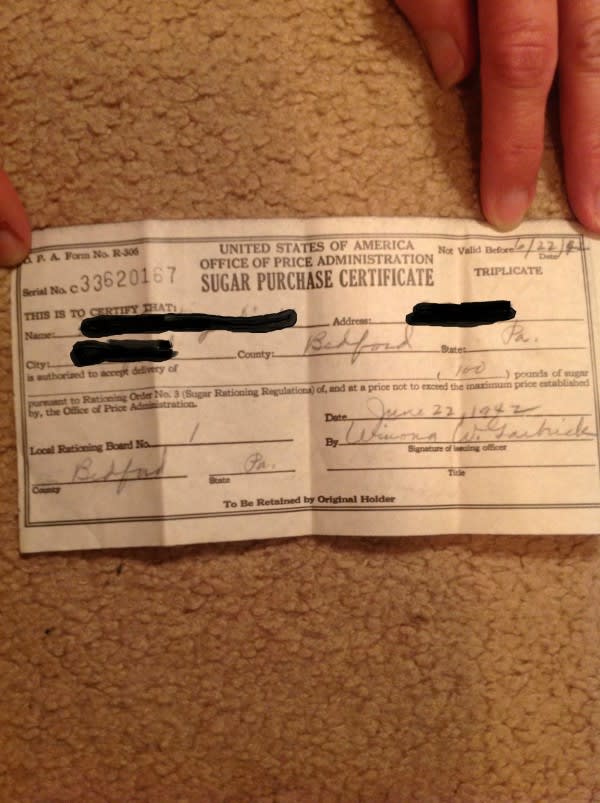 O. P. A. Form No. R-306
UNITED STATES OF AMERICA
Not Valid Before 6/22/42
Date
OFFICE OF PRICE ADMINISTRATION
TRIPLICATE
Serial No. C 33620167
SUGAR PURCHASE CERTIFICATE
THIS IS TO CERTIFY THAT:
Name: Address:
City: County: Bedford State: Pa.
is authorized to accept delivery of ( 100 ) pounds of sugar
pursuant to Rationing Order No. 3 (Sugar Rationing Regulations) of, and at a price not to exceed the maximum price established
by, the Office of Price Administration.
Date June 22, 1942
Local Rationing Board No. 1
By Winona W. Garbrick
Signature of issuing officer
Bedford Pa.
County State
Title
To Be Retained by Original Holder